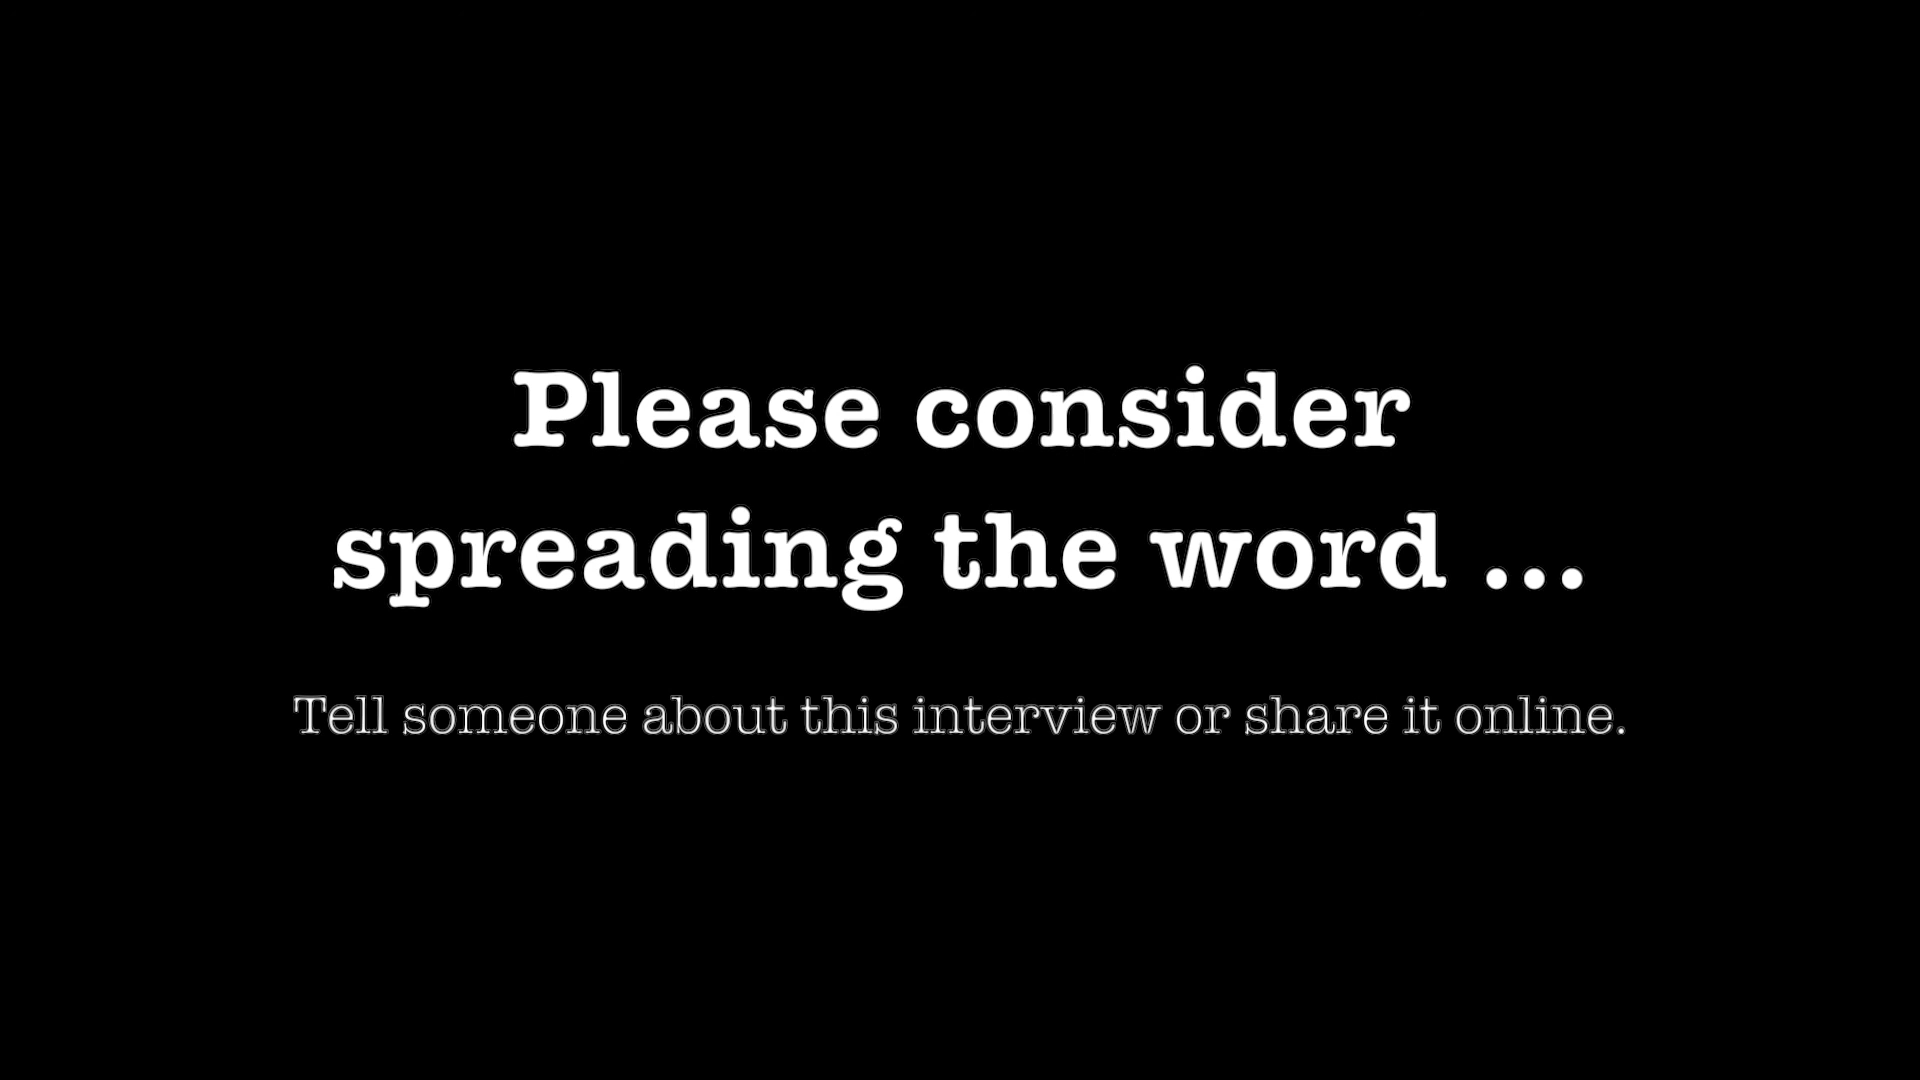 Please consider
spreading the word ...
Tell someone about this interview or share it online.